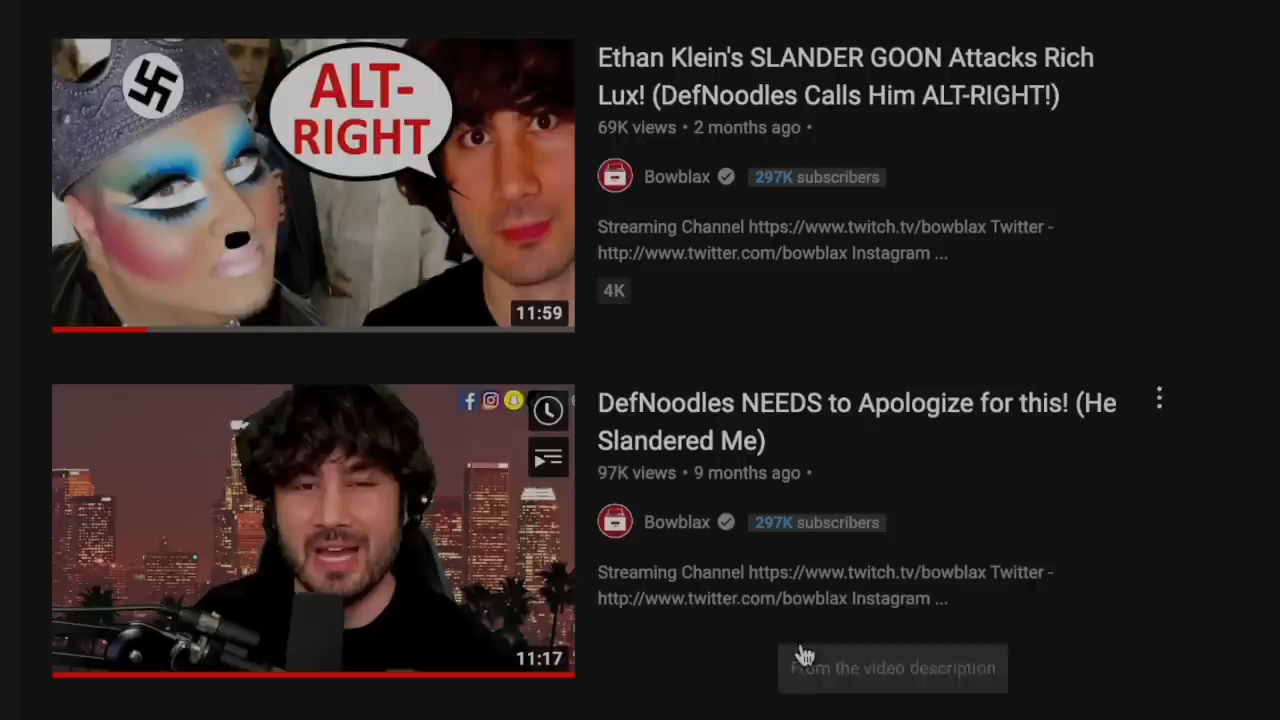 ALT-
RIGHT
11:59
Ethan Klein's SLANDER GOON Attacks Rich
Lux! (DefNoodles Calls Him ALT-RIGHT!)
69K views • 2 months ago •
Bowblax
297K subscribers
Streaming Channel https://www.twitch.tv/bowblax Twitter -
http://www.twitter.com/bowblax Instagram ...
4K
11:17
DefNoodles NEEDS to Apologize for this! (He
Slandered Me)
97K views • 9 months ago •
Bowblax
297K subscribers
Streaming Channel https://www.twitch.tv/bowblax Twitter -
http://www.twitter.com/bowblax Instagram ...
From the video description